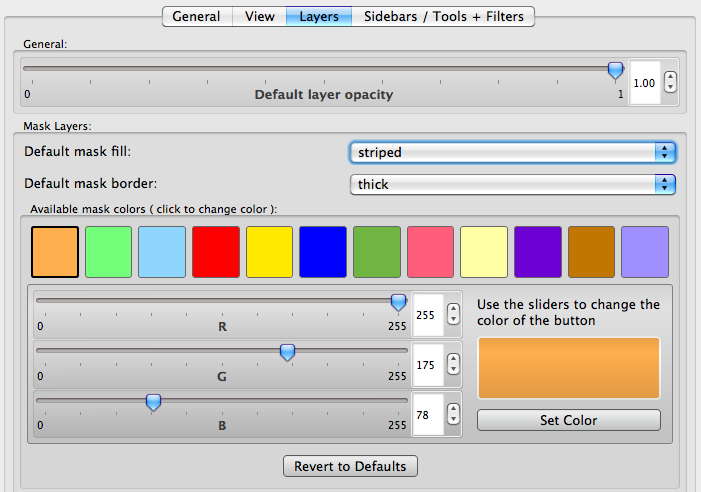 General View Layers Sidebars / Tools + Filters
General:
0 Default layer opacity 1 1.00
Mask Layers:
Default mask fill: striped
Default mask border: thick
Available mask colors ( click to change color ):
0 R 255 255
Use the sliders to change the
color of the button
0 G 255 175
0 B 255 78
Set Color
Revert to Defaults